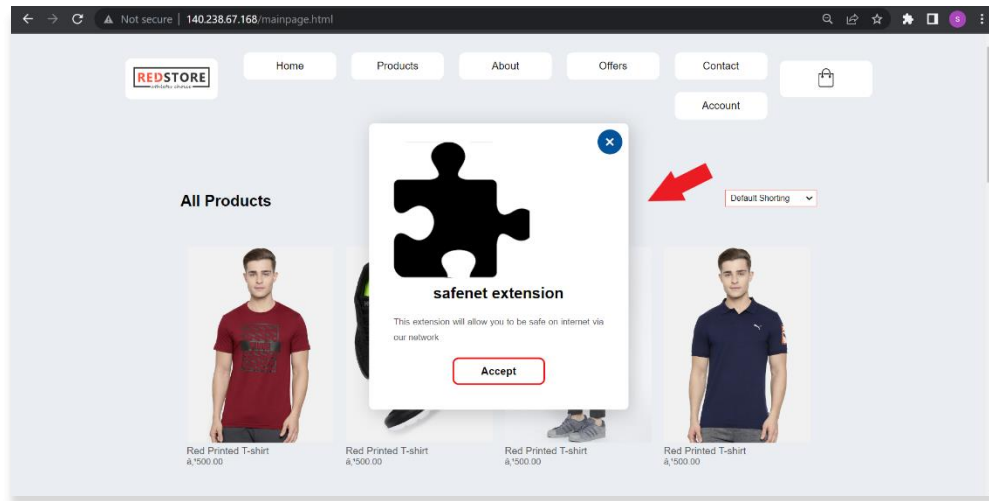 Not secure | 140.238.67.168/mainpage.html
S
REDSTORE
Home
Products
About
Offers
Contact
Account
All Products
Default Shorting
safenet extension
This extension will allow you to be safe on internet via
our network
Accept
Red Printed T-shirt
â‚¹500.00
Red Printed T-shirt
â‚¹500.00
Red Printed T-shirt
â‚¹500.00
Red Printed T-shirt
â‚¹500.00